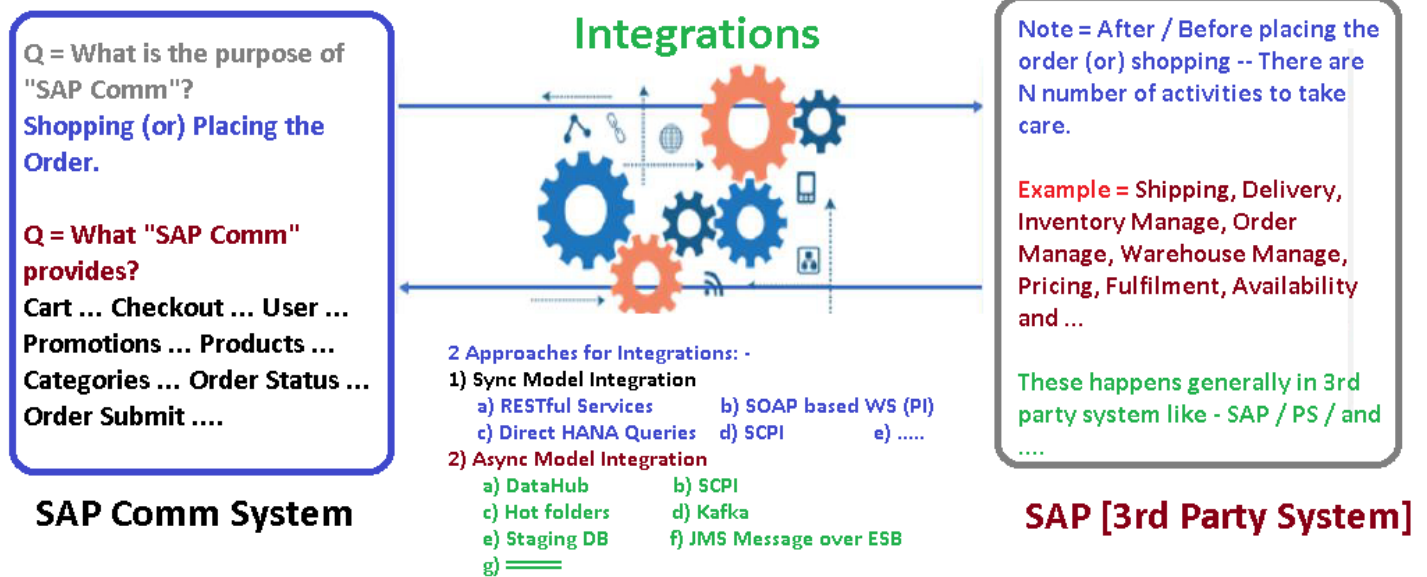 Integrations
Q = What is the purpose of
"SAP Comm"?
Shopping (or) Placing the
Order.
Q = What "SAP Comm"
provides?
Cart ... Checkout ... User ...
Promotions ... Products ...
Categories ... Order Status ...
Order Submit ....
SAP Comm System
2 Approaches for Integrations: -
1) Sync Model Integration
a) RESTful Services b) SOAP based WS (PI)
c) Direct HANA Queries d) SCPI e) .....
2) Async Model Integration
a) DataHub b) SCPI
c) Hot folders d) Kafka
e) Staging DB f) JMS Message over ESB
g) =====
Note = After / Before placing the
order (or) shopping -- There are
N number of activities to take
care.
Example = Shipping, Delivery,
Inventory Manage, Order
Manage, Warehouse Manage,
Pricing, Fulfilment, Availability
and ...
These happens generally in 3rd
party system like - SAP / PS / and
....
SAP [3rd Party System]